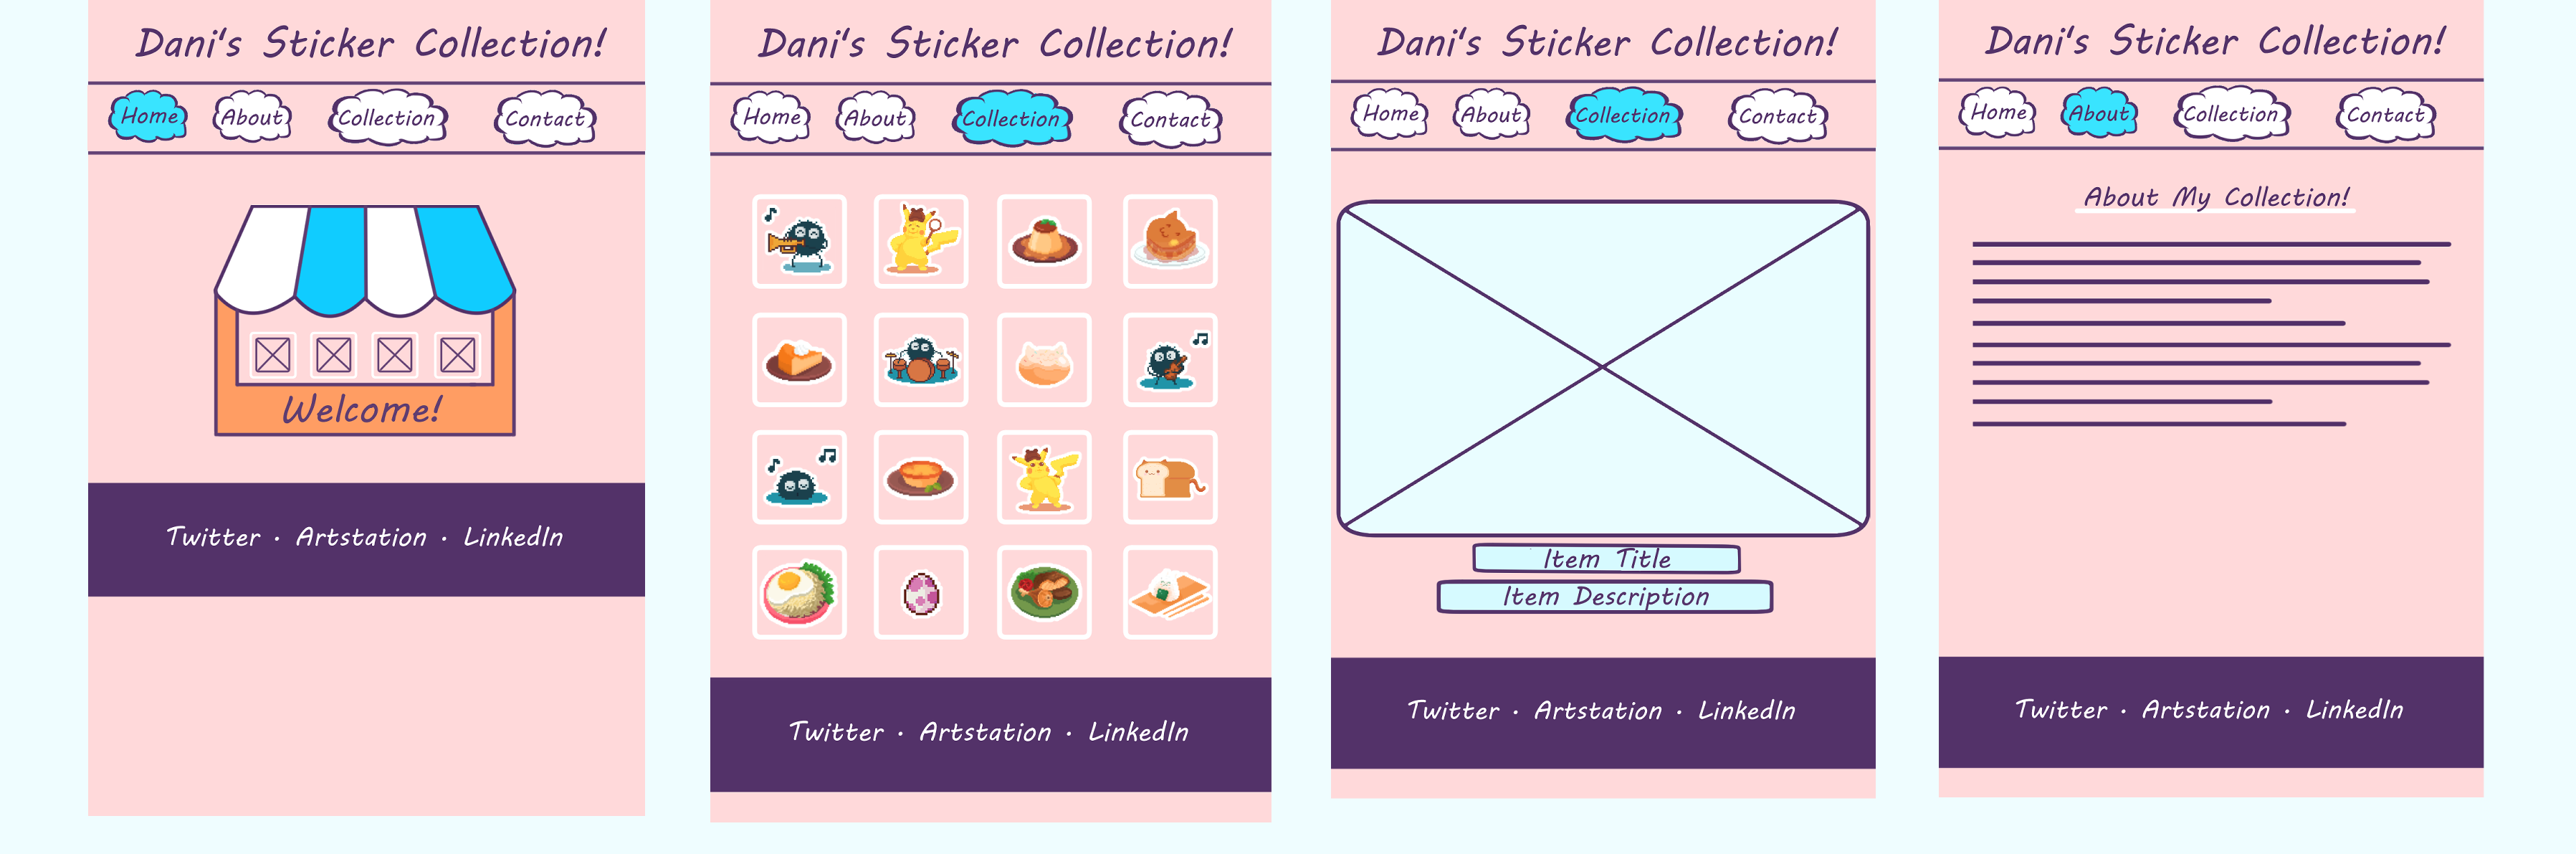 Dani's Sticker Collection!
Home About Collection Contact
Welcome!
Twitter · Artstation · LinkedIn
Dani's Sticker Collection!
Home About Collection Contact
Twitter · Artstation · LinkedIn
Dani's Sticker Collection!
Home About Collection Contact
Item Title
Item Description
Twitter · Artstation · LinkedIn
Dani's Sticker Collection!
Home About Collection Contact
About My Collection!
Twitter · Artstation · LinkedIn